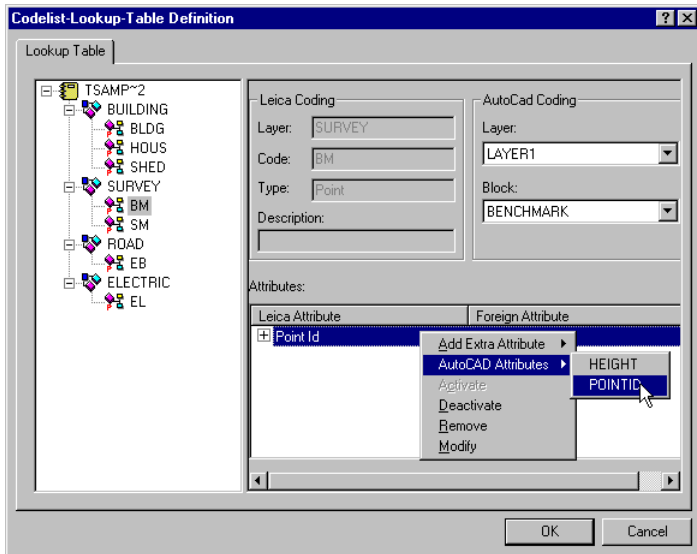 Codelist-Lookup-Table Definition
Lookup Table
TSAMP~2
BUILDING
BLDG
HOUS
SHED
SURVEY
BM
SM
ROAD
EB
ELECTRIC
EL
Leica Coding
Layer: SURVEY
Code: BM
Type: Point
Description:
AutoCad Coding
Layer:
LAYER1
Block:
BENCHMARK
Attributes:
Leica Attribute Foreign Attribute
Point Id
Add Extra Attribute
AutoCAD Attributes
Activate
Deactivate
Remove
Modify
HEIGHT
POINTID
OK Cancel